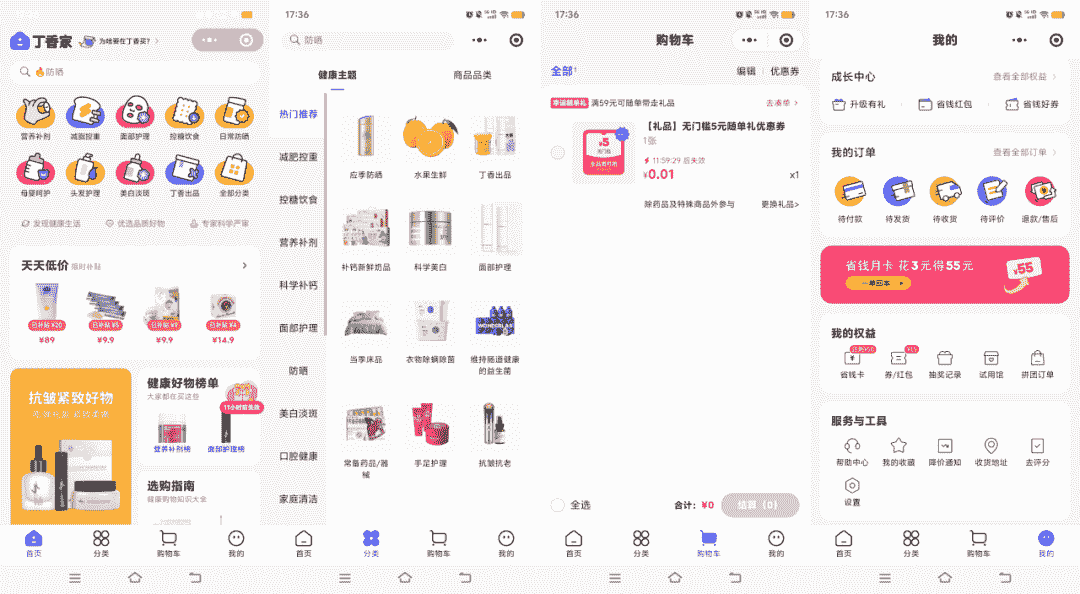 丁香家
为啥要在丁香买？
防晒
营养补剂
减脂控重
面部护理
控糖饮食
日常防晒
母婴呵护
头发护理
美白淡斑
丁香出品
全部分类
发现健康生活
优选品质好物
专家科学严审
天天低价 限时补贴
已补贴¥20
已补贴¥5
¥89
¥9.9
¥9.9
¥14.9
抗皱紧致好物
健康好物榜单
大家都在买这些
营养补剂榜
面部护理榜
选购指南
健康购物知识大全
首页
分类
购物车
我的
17:36
防晒
健康主题
商品品类
热门推荐
减肥控重
控糖饮食
营养补剂
科学补钙
面部护理
防晒
美白淡斑
口腔健康
家庭清洁
应季防晒
水果生鲜
丁香出品
补钙新鲜奶品
科学美白
面部护理
当季床品
衣物除螨除菌
维持肠道健康的益生菌
常备药品/器械
手足护理
抗皱抗老
首页
分类
购物车
我的
17:36
购物车
全部1
编辑
优惠券
满59元可随单带走礼品
去凑单
【礼品】无门槛5元随单礼优惠券
1张
¥5
11:59:29 后失效
¥0.01
x1
除药品及特殊商品外参与
更换礼品>
全选
合计：¥0
结算（0）
首页
分类
购物车
我的
17:36
我的
成长中心
查看全部权益
升级有礼
省钱红包
省钱好券
我的订单
查看全部订单
待付款
待发货
待收货
待评价
退款/售后
省钱月卡 花3元得55元
一单回本
¥55
我的权益
省钱卡
券/红包
抽奖记录
试用馆
拼团订单
服务与工具
帮助中心
我的收藏
降价通知
收货地址
去评分
设置
首页
分类
购物车
我的